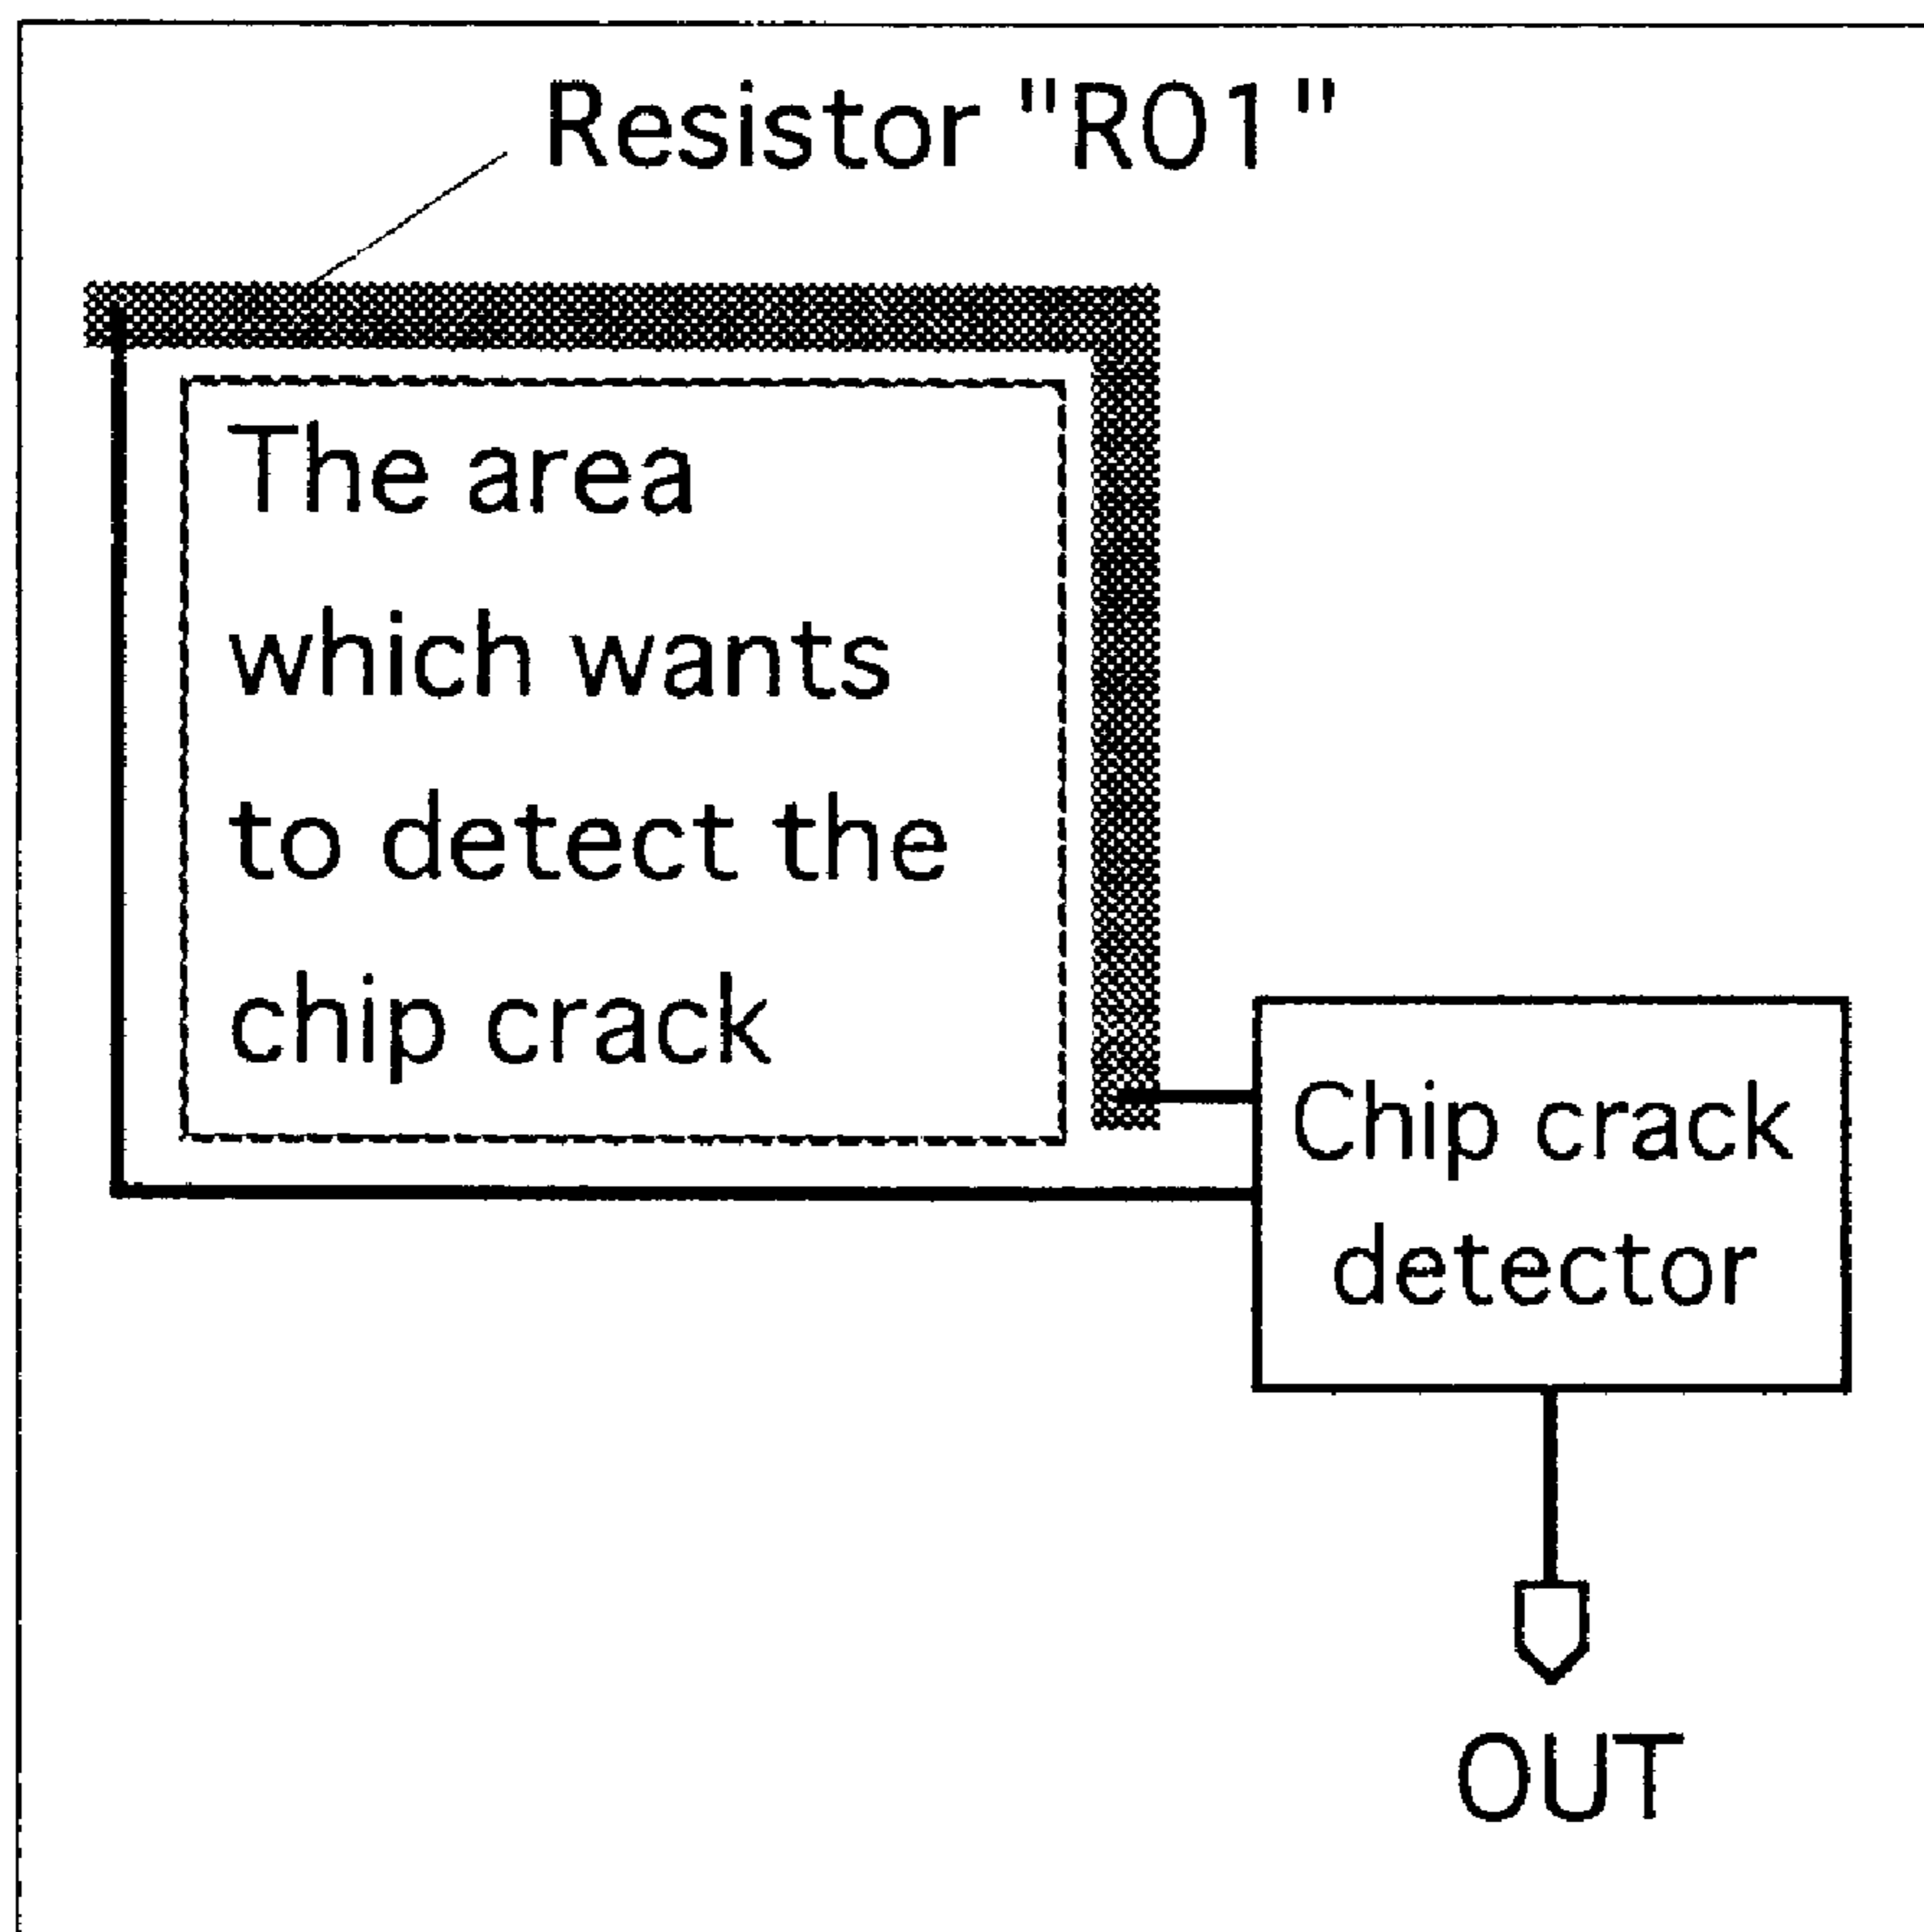 Resistor "R01"
The area
which wants
to detect the
chip crack
Chip crack
detector
OUT